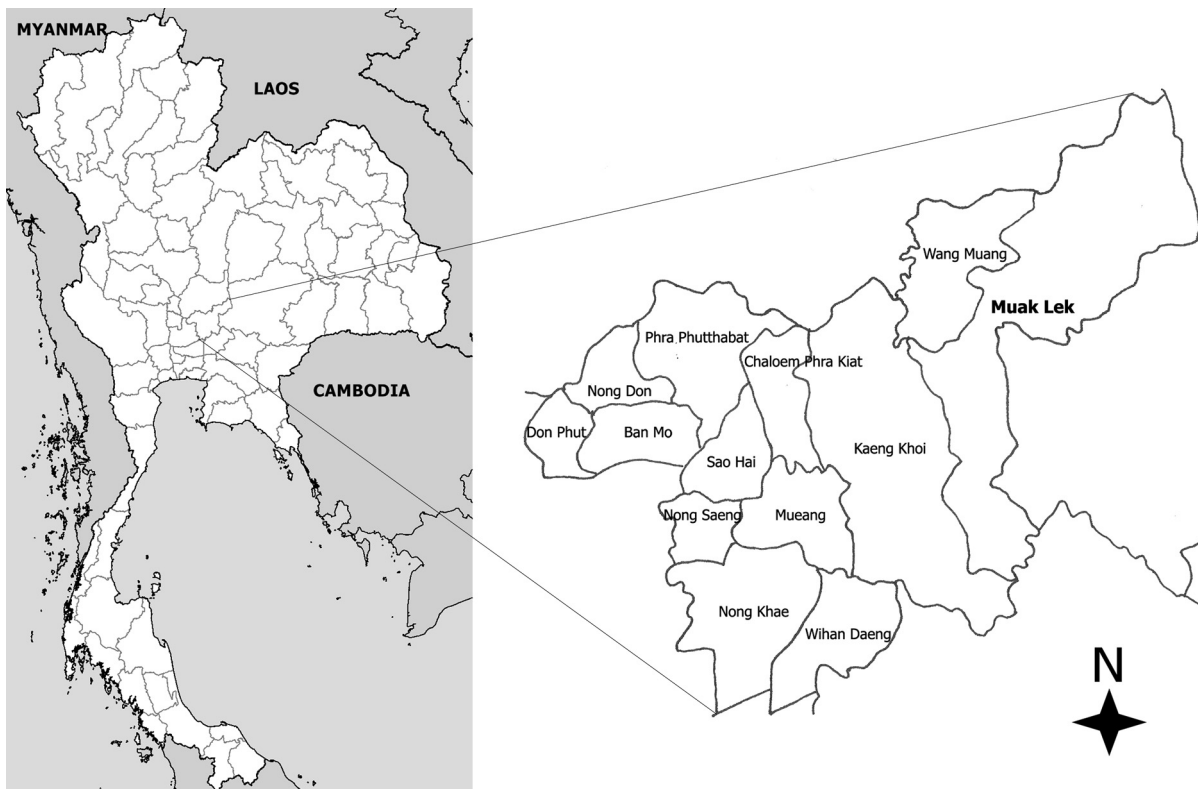 MYANMAR
LAOS
CAMBODIA
Wang Muang
Muak Lek
Phra Phutthabat
Chaloem Phra Kiat
Nong Don
Don Phut
Ban Mo
Kaeng Khoi
Sao Hai
Nong Saeng
Mueang
Nong Khae
Wihan Daeng
N